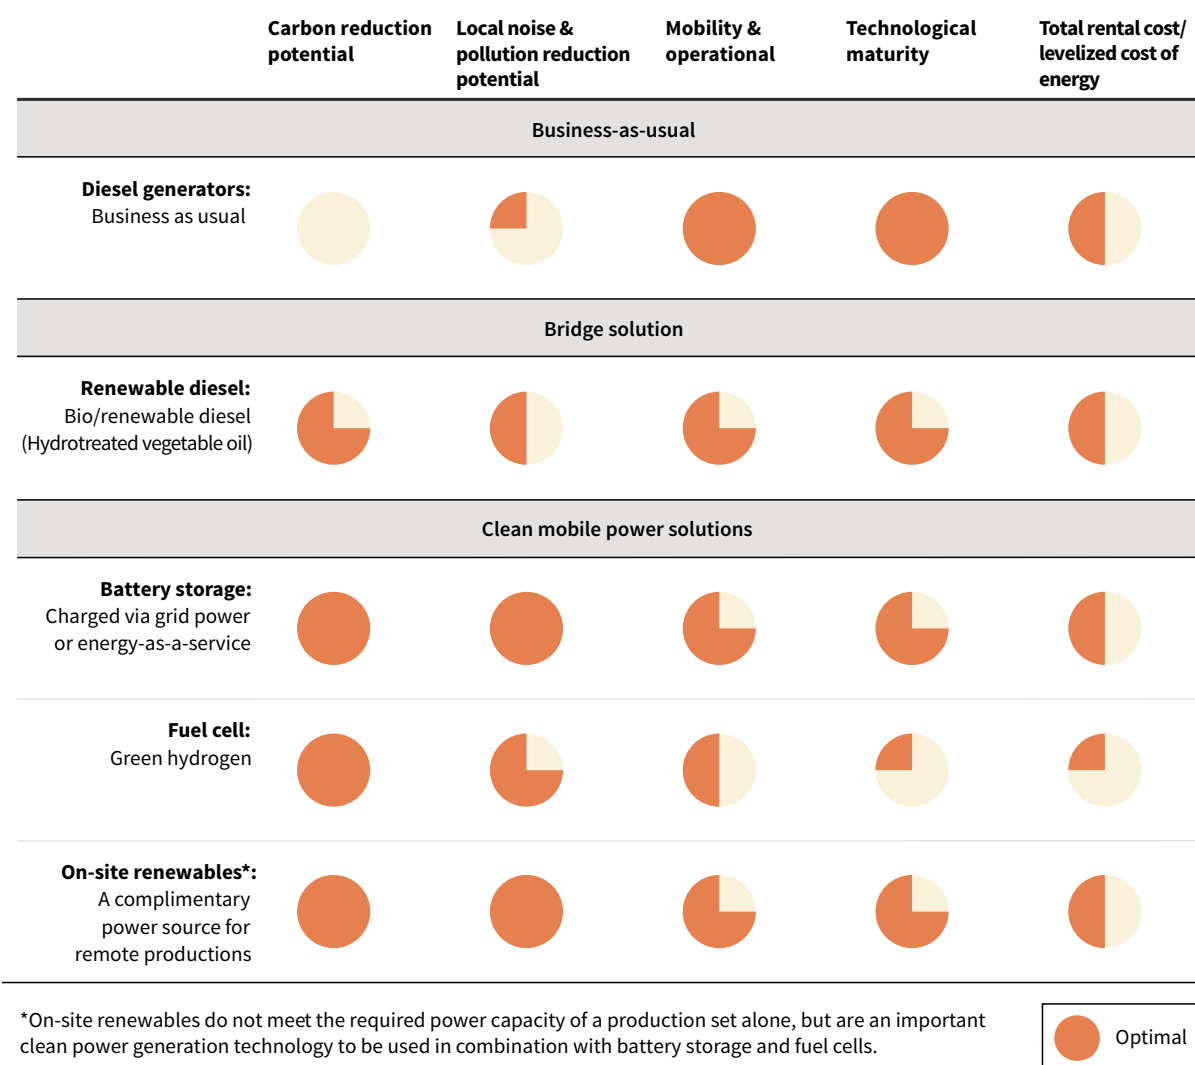 Carbon reduction potential
Local noise & pollution reduction potential
Mobility & operational
Technological maturity
Total rental cost/ levelized cost of energy
Business-as-usual
Diesel generators:
Business as usual
Bridge solution
Renewable diesel:
Bio/renewable diesel
(Hydrotreated vegetable oil)
Clean mobile power solutions
Battery storage:
Charged via grid power
or energy-as-a-service
Fuel cell:
Green hydrogen
On-site renewables*:
A complimentary
power source for
remote productions
*On-site renewables do not meet the required power capacity of a production set alone, but are an important
clean power generation technology to be used in combination with battery storage and fuel cells.
Optimal